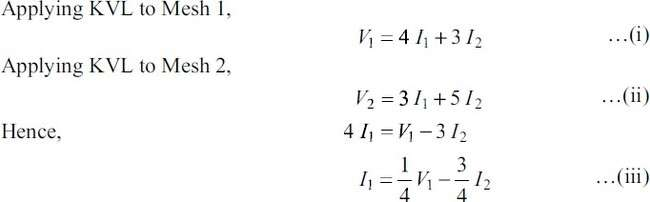 Applying KVL to Mesh 1,
V₁ = 4 I₁ + 3 I₂ …(i)
Applying KVL to Mesh 2,
V₂ = 3 I₁ + 5 I₂ …(ii)
Hence, 4 I₁ = V₁ − 3 I₂
I₁ = 1/4 V₁ − 3/4 I₂ …(iii)